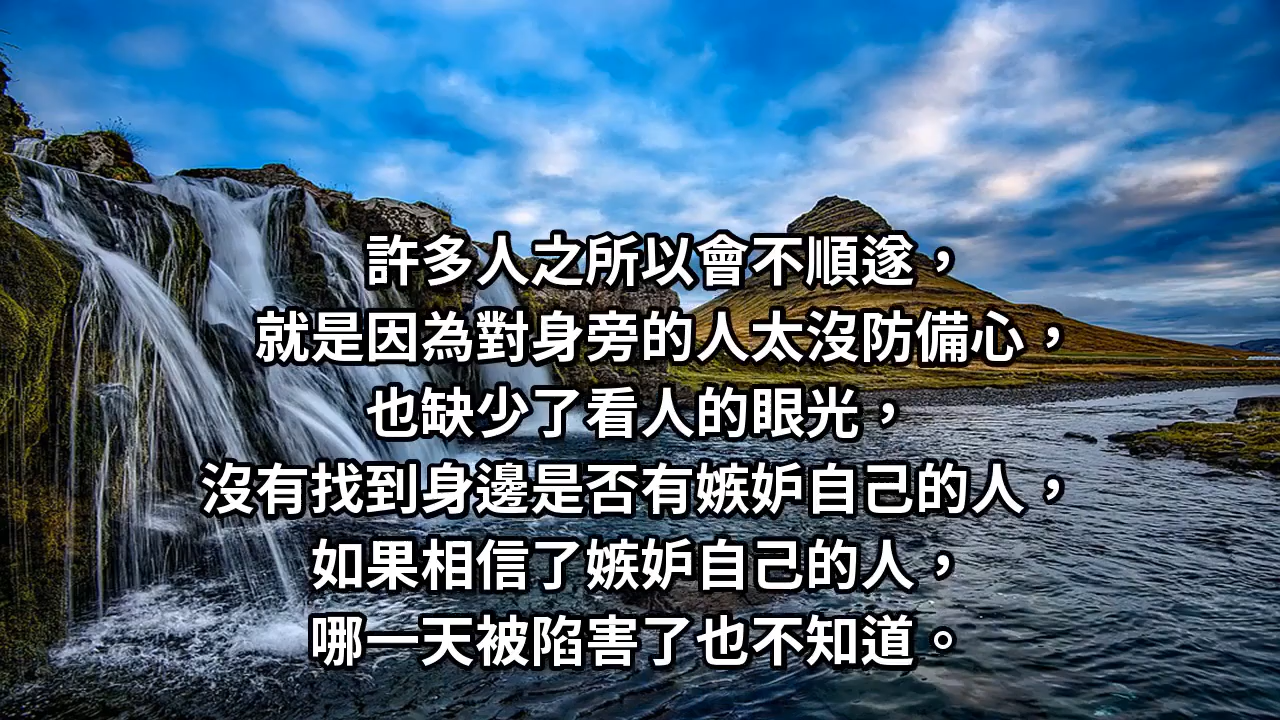 許多人之所以會不順遂，
就是因為對身旁的人太沒防備心，
也缺少了看人的眼光，
沒有找到身邊是否有嫉妒自己的人，
如果相信了嫉妒自己的人，
哪一天被陷害了也不知道。